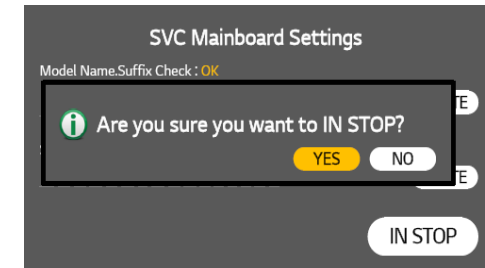 SVC Mainboard Settings
Model Name.Suffix Check : OK
Are you sure you want to IN STOP?
YES
NO
IN STOP